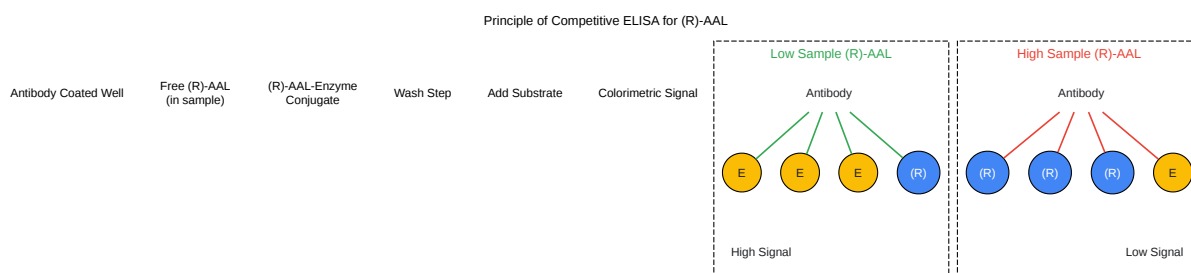 Principle of Competitive ELISA for (R)-AAL
Antibody Coated Well
Free (R)-AAL
(in sample)
(R)-AAL-Enzyme
Conjugate
Wash Step
Add Substrate
Colorimetric Signal
Low Sample (R)-AAL
Antibody
E
E
E
(R)
High Signal
High Sample (R)-AAL
Antibody
(R)
(R)
(R)
E
Low Signal